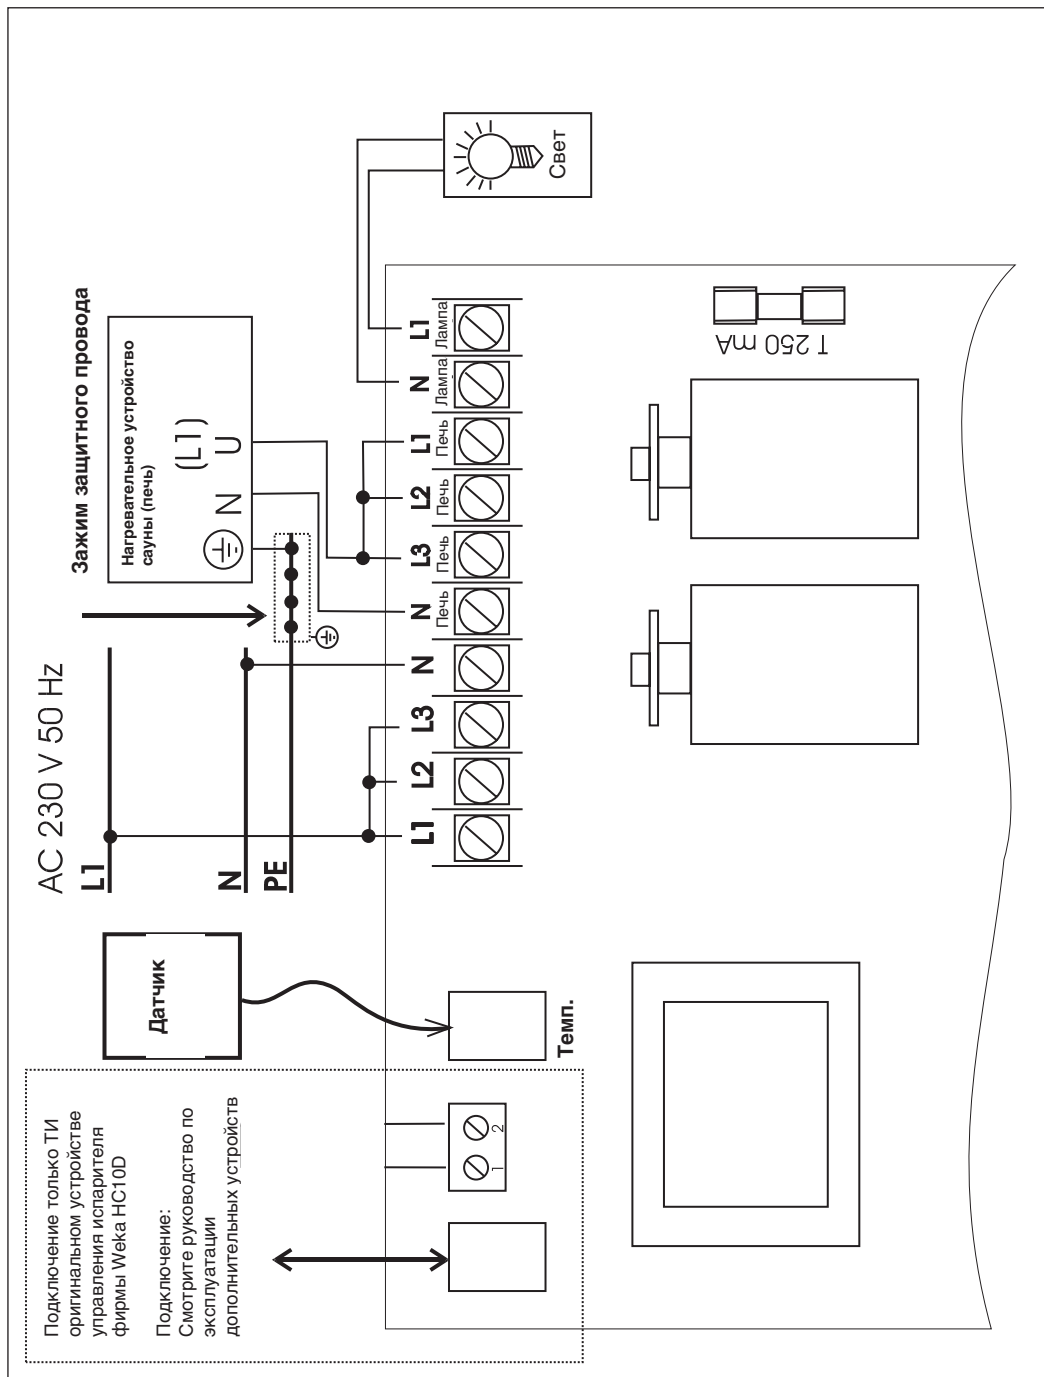 Подключение только ТИ
оригинальном устройстве
управления испарителя
фирмы Weka HC10D
Подключение:
Смотрите руководство по
эксплуатации
дополнительных устройств
Датчик
Темп.
1
2
AC 230 V 50 Hz
L1
N
PE
Зажим защитного провода
Нагревательное устройство
сауны (печь)
N
U
(L1)
L1
L2
L3
N
N
Печь
L3
Печь
L2
Печь
L1
Печь
N
Лампа
L1
Лампа
Свет
T 250 mA